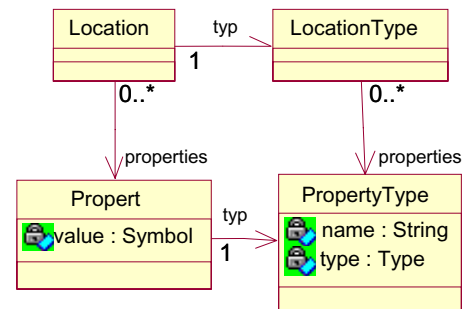 Location
typ
LocationType
1
0..*
0..*
properties
properties
Propert
typ
PropertyType
value : Symbol
1
name : String
type : Type